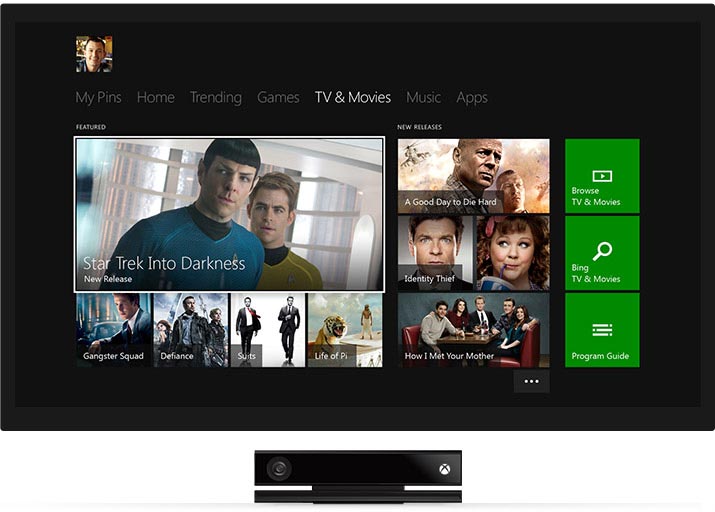 My Pins Home Trending Games TV & Movies Music Apps
FEATURED
Star Trek Into Darkness
New Release
Gangster Squad
Defiance
Suits
Life of Pi
NEW RELEASES
A Good Day to Die Hard
Identity Thief
How I Met Your Mother
Browse
TV & Movies
Bing
TV & Movies
Program Guide